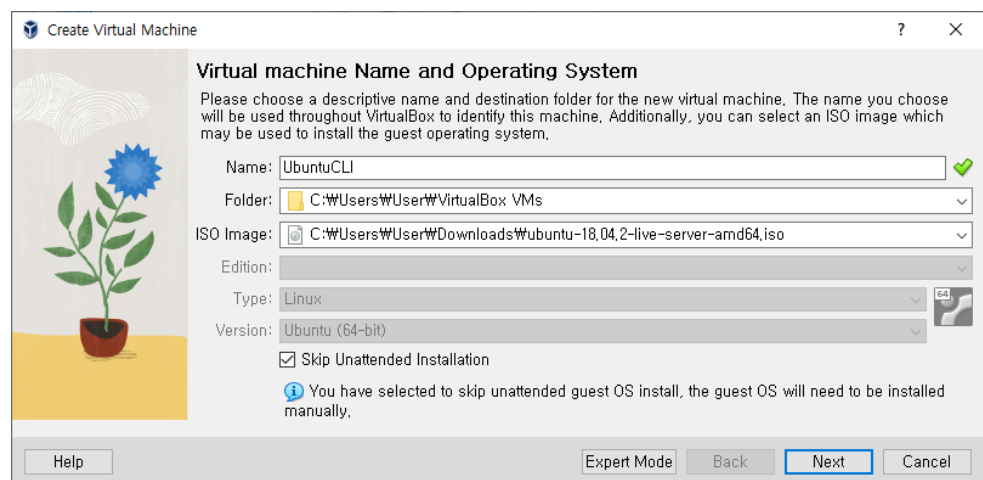 Create Virtual Machine
?
Virtual machine Name and Operating System
Please choose a descriptive name and destination folder for the new virtual machine. The name you choose
will be used throughout VirtualBox to identify this machine. Additionally, you can select an ISO image which
may be used to install the guest operating system.
Name: UbuntuCLI
Folder: C:₩Users₩User₩VirtualBox VMs
ISO Image: C:₩Users₩User₩Downloads₩ubuntu-18.04.2-live-server-amd64.iso
Edition:
Type: Linux
64
Version: Ubuntu (64-bit)
Skip Unattended Installation
You have selected to skip unattended guest OS install, the guest OS will need to be installed
manually.
Help Expert Mode Back Next Cancel